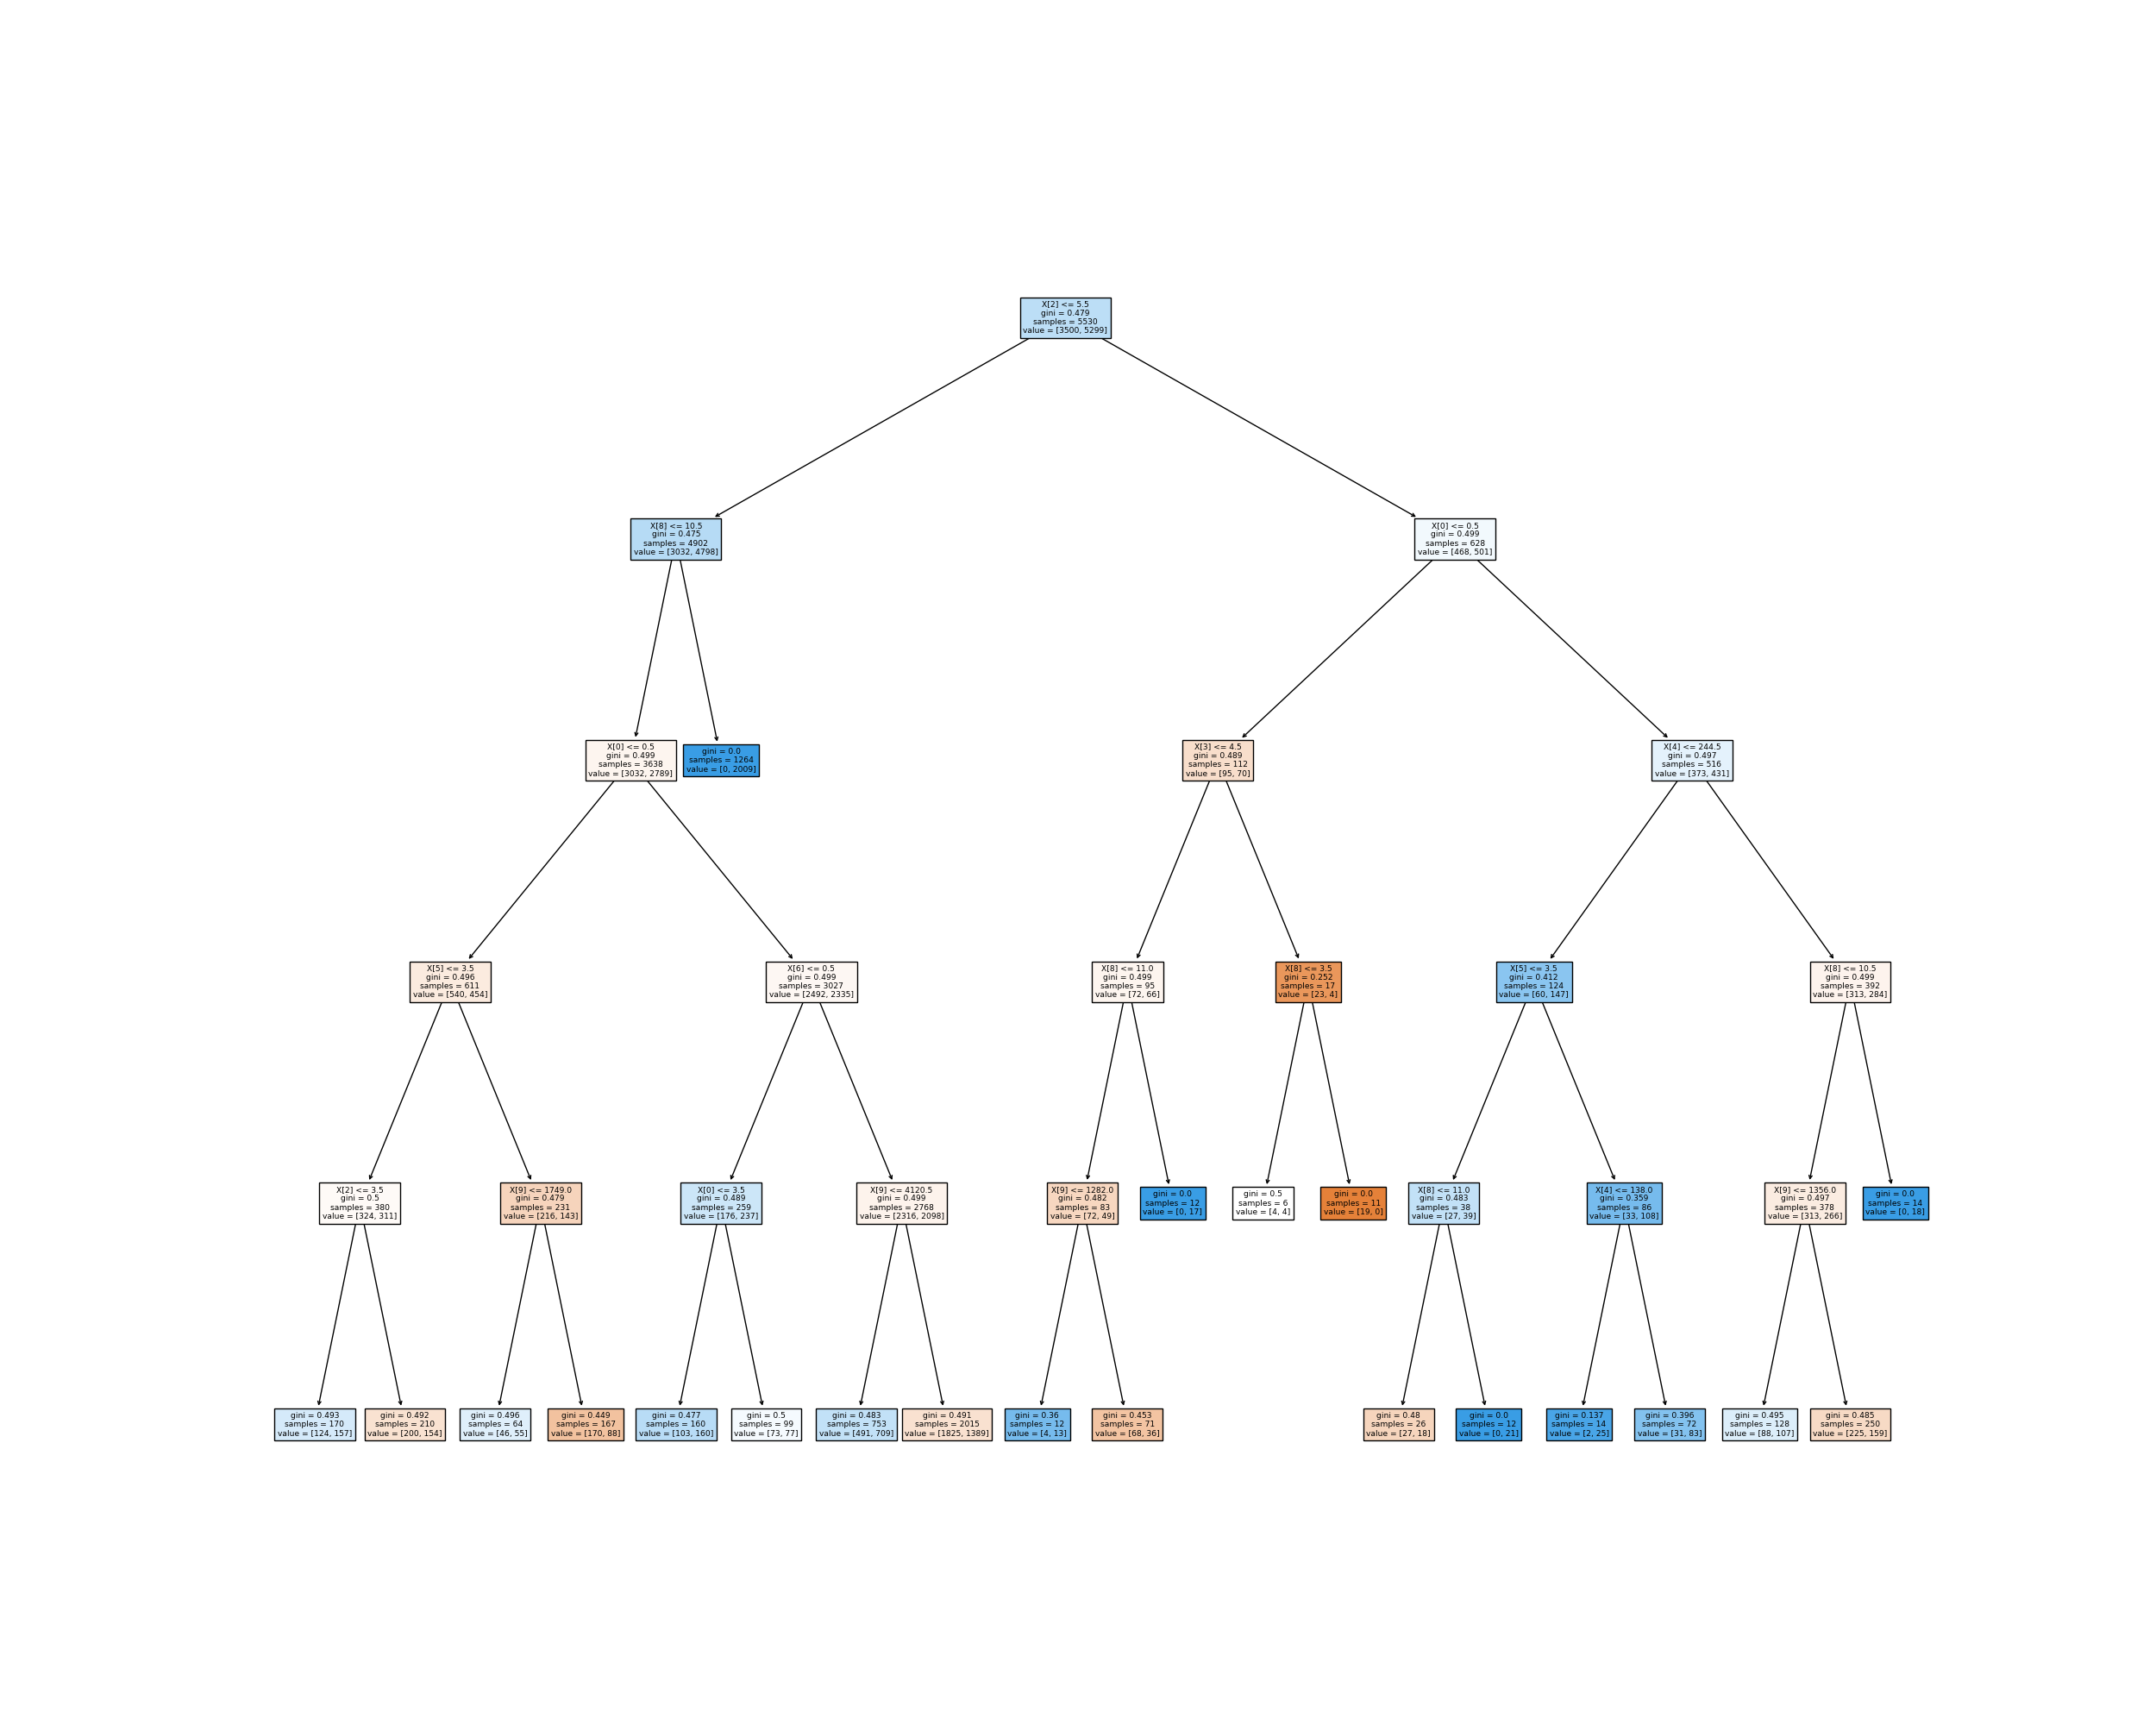 X[2] <= 5.5
gini = 0.479
samples = 5530
value = [3500, 5299]
X[8] <= 10.5
gini = 0.475
samples = 4902
value = [3032, 4798]
X[0] <= 0.5
gini = 0.499
samples = 628
value = [468, 501]
X[0] <= 0.5
gini = 0.499
samples = 3638
value = [3032, 2789]
gini = 0.0
samples = 1264
value = [0, 2009]
X[3] <= 4.5
gini = 0.489
samples = 112
value = [95, 70]
X[4] <= 244.5
gini = 0.497
samples = 516
value = [373, 431]
X[5] <= 3.5
gini = 0.496
samples = 611
value = [540, 454]
X[6] <= 0.5
gini = 0.499
samples = 3027
value = [2492, 2335]
X[8] <= 11.0
gini = 0.499
samples = 95
value = [72, 66]
X[8] <= 3.5
gini = 0.252
samples = 17
value = [23, 4]
X[5] <= 3.5
gini = 0.412
samples = 124
value = [60, 147]
X[8] <= 10.5
gini = 0.499
samples = 392
value = [313, 284]
X[2] <= 3.5
gini = 0.5
samples = 380
value = [324, 311]
X[9] <= 1749.0
gini = 0.479
samples = 231
value = [216, 143]
X[0] <= 3.5
gini = 0.489
samples = 259
value = [176, 237]
X[9] <= 4120.5
gini = 0.499
samples = 2768
value = [2316, 2098]
X[9] <= 1282.0
gini = 0.482
samples = 83
value = [72, 49]
gini = 0.0
samples = 12
value = [0, 17]
gini = 0.5
samples = 6
value = [4, 4]
gini = 0.0
samples = 11
value = [19, 0]
X[8] <= 11.0
gini = 0.483
samples = 38
value = [27, 39]
X[4] <= 138.0
gini = 0.359
samples = 86
value = [33, 108]
X[9] <= 1356.0
gini = 0.497
samples = 378
value = [313, 266]
gini = 0.0
samples = 14
value = [0, 18]
gini = 0.493
samples = 170
value = [124, 157]
gini = 0.492
samples = 210
value = [200, 154]
gini = 0.496
samples = 64
value = [46, 55]
gini = 0.449
samples = 167
value = [170, 88]
gini = 0.477
samples = 160
value = [103, 160]
gini = 0.5
samples = 99
value = [73, 77]
gini = 0.483
samples = 753
value = [491, 709]
gini = 0.491
samples = 2015
value = [1825, 1389]
gini = 0.36
samples = 12
value = [4, 13]
gini = 0.453
samples = 71
value = [68, 36]
gini = 0.48
samples = 26
value = [27, 18]
gini = 0.0
samples = 12
value = [0, 21]
gini = 0.137
samples = 14
value = [2, 25]
gini = 0.396
samples = 72
value = [31, 83]
gini = 0.495
samples = 128
value = [88, 107]
gini = 0.485
samples = 250
value = [225, 159]